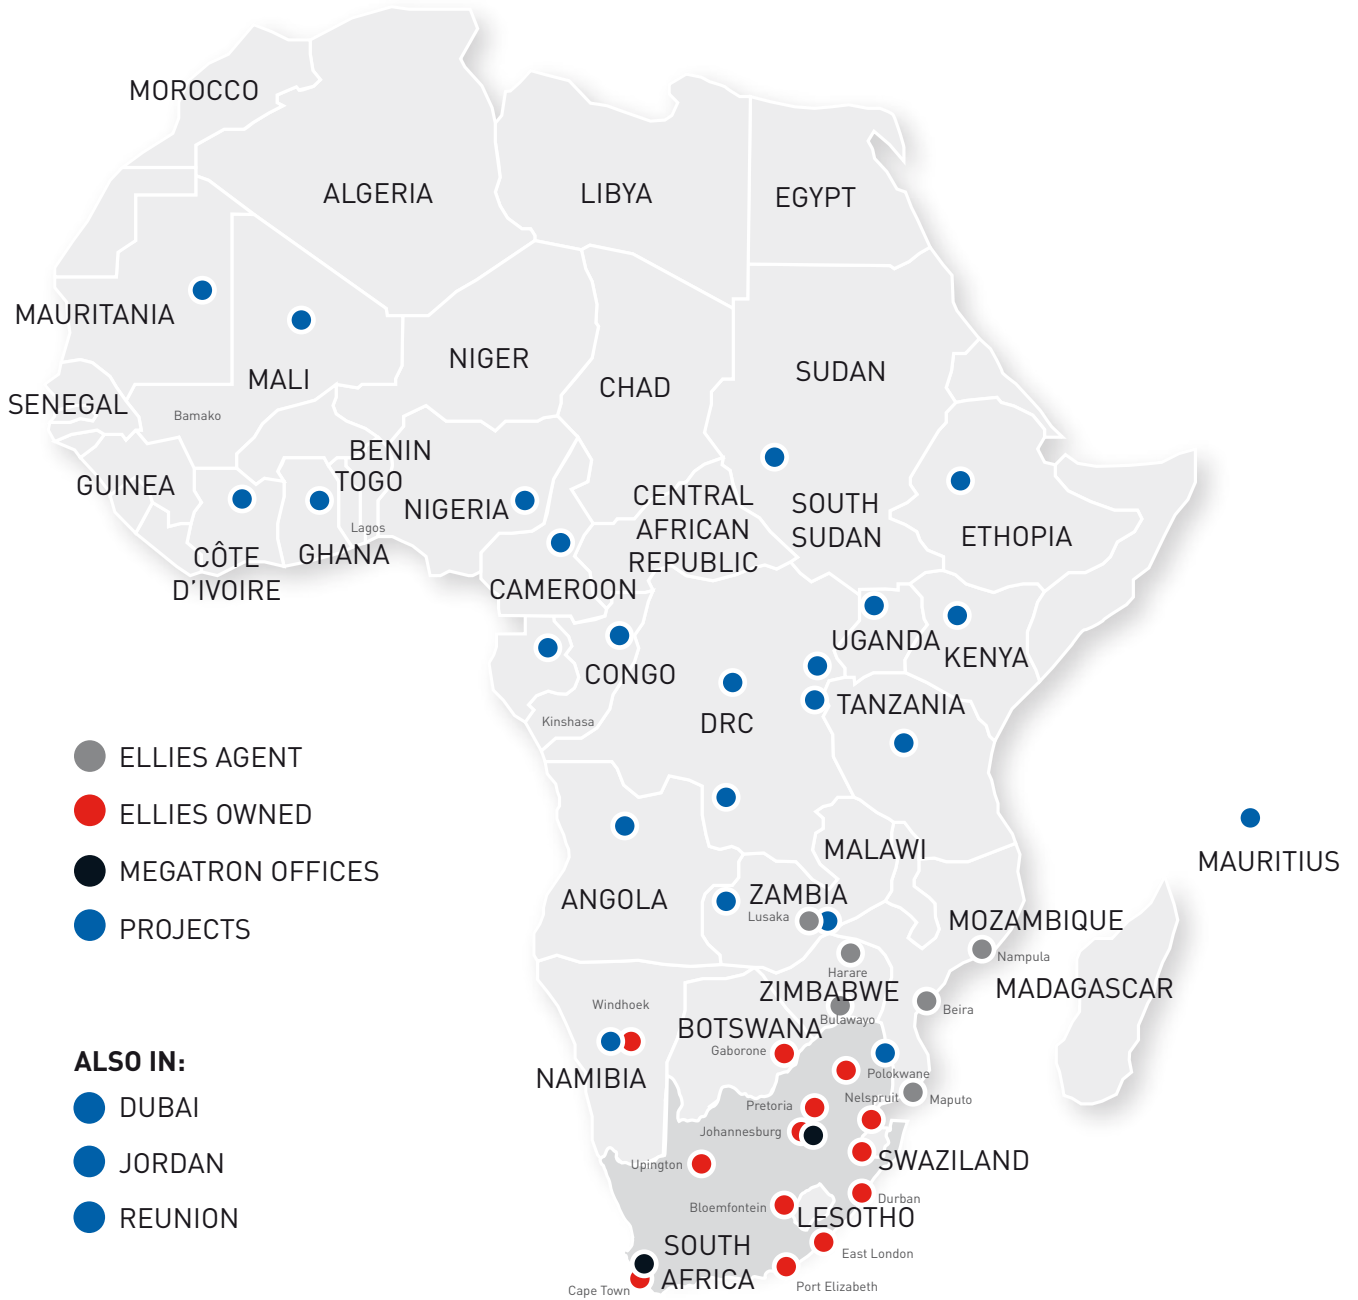 MOROCCO
ALGERIA
LIBYA
EGYPT
MAURITANIA
MALI
NIGER
CHAD
SUDAN
SENEGAL
Bamako
BENIN
TOGO
GUINEA
NIGERIA
Lagos
CENTRAL
AFRICAN
REPUBLIC
SOUTH
SUDAN
ETHOPIA
CÔTE
D'IVOIRE
GHANA
CAMEROON
UGANDA
KENYA
CONGO
TANZANIA
Kinshasa
DRC
ELLIES AGENT
ELLIES OWNED
MEGATRON OFFICES
PROJECTS
MALAWI
MAURITIUS
ANGOLA
ZAMBIA
Lusaka
MOZAMBIQUE
Nampula
Harare
ZIMBABWE
MADAGASCAR
Windhoek
Beira
Bulawayo
BOTSWANA
Gaborone
NAMIBIA
Polokwane
Nelspruit
Maputo
Pretoria
Johannesburg
Upington
SWAZILAND
Durban
Bloemfontein
LESOTHO
East London
SOUTH
AFRICA
Port Elizabeth
Cape Town
ALSO IN:
DUBAI
JORDAN
REUNION